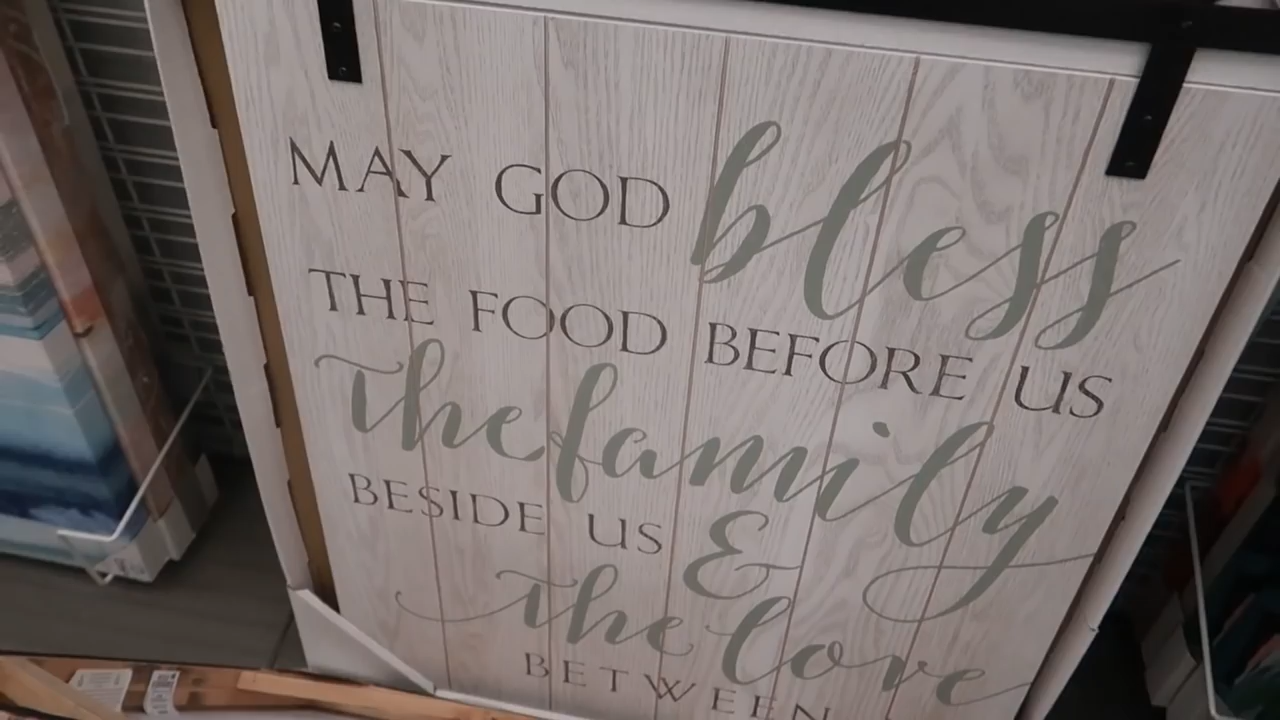 MAY GOD bless
THE FOOD BEFORE US
the family
BESIDE US &
the love
BETWEEN